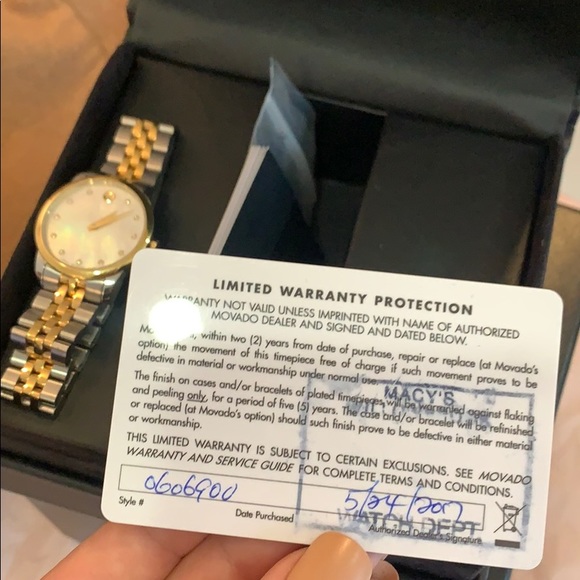 LIMITED WARRANTY PROTECTION
WARRANTY NOT VALID UNLESS IMPRINTED WITH NAME OF AUTHORIZED
MOVADO DEALER AND SIGNED AND DATED BELOW.
within two (2) years from date of purchase, repair or replace (at Movado's
option) the movement of this timepiece free of charge if such movement proves to be
defective in material or workmanship under normal use.
The finish on cases and/or bracelets of plated timepieces will be warranted against flaking
and peeling only, for a period of five (5) years. The case and/or bracelet will be refinished
or replaced (at Movado's option) should such finish prove to be defective in either material
or workmanship.
MACY'S
THIS LIMITED WARRANTY IS SUBJECT TO CERTAIN EXCLUSIONS. SEE MOVADO
WARRANTY AND SERVICE GUIDE FOR COMPLETE TERMS AND CONDITIONS.
0606900 5/24/2017
WATCH DEPT
Style # Date Purchased Authorized Dealer's Signature